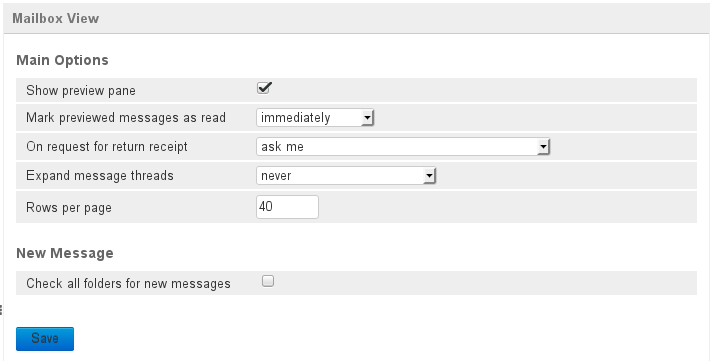 Mailbox View
Main Options
Show preview pane
Mark previewed messages as read immediately
On request for return receipt ask me
Expand message threads never
Rows per page 40
New Message
Check all folders for new messages
Save